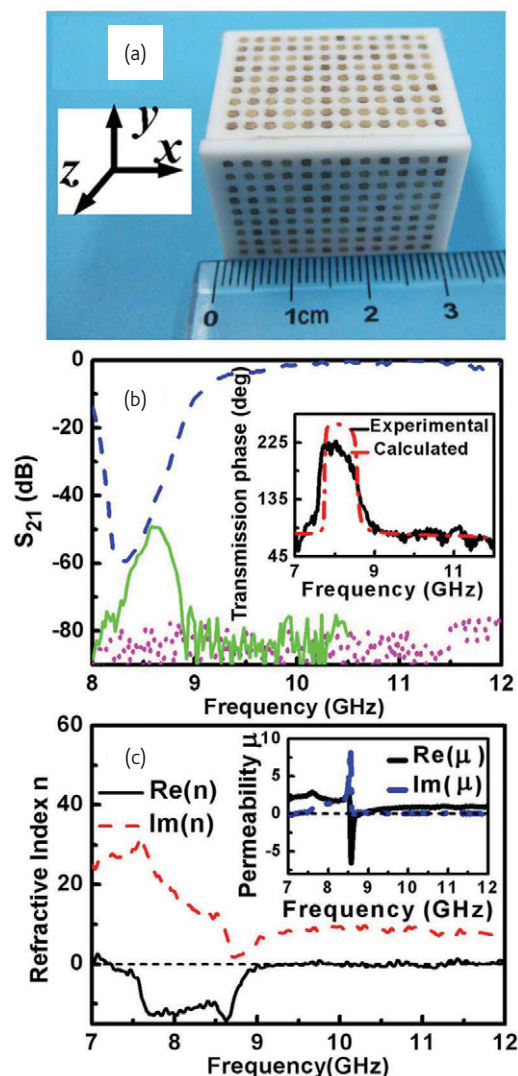 (a)
y
x
z
0 1cm 2 3
(b)
0
-20
-40
-60
-80
S21 (dB)
8 9 10 11 12
Frequency (GHz)
Transmission phase (deg)
225
135
45
Experimental
Calculated
7 9 11
Frequency (GHz)
(c)
60
40
20
0
Refractive Index n
Re(n)
Im(n)
7 8 9 10 11 12
Frequency(GHz)
Permeability μ
10
5
0
-5
Re(μ)
Im(μ)
7 8 9 10 11 12
Frequency (GHz)